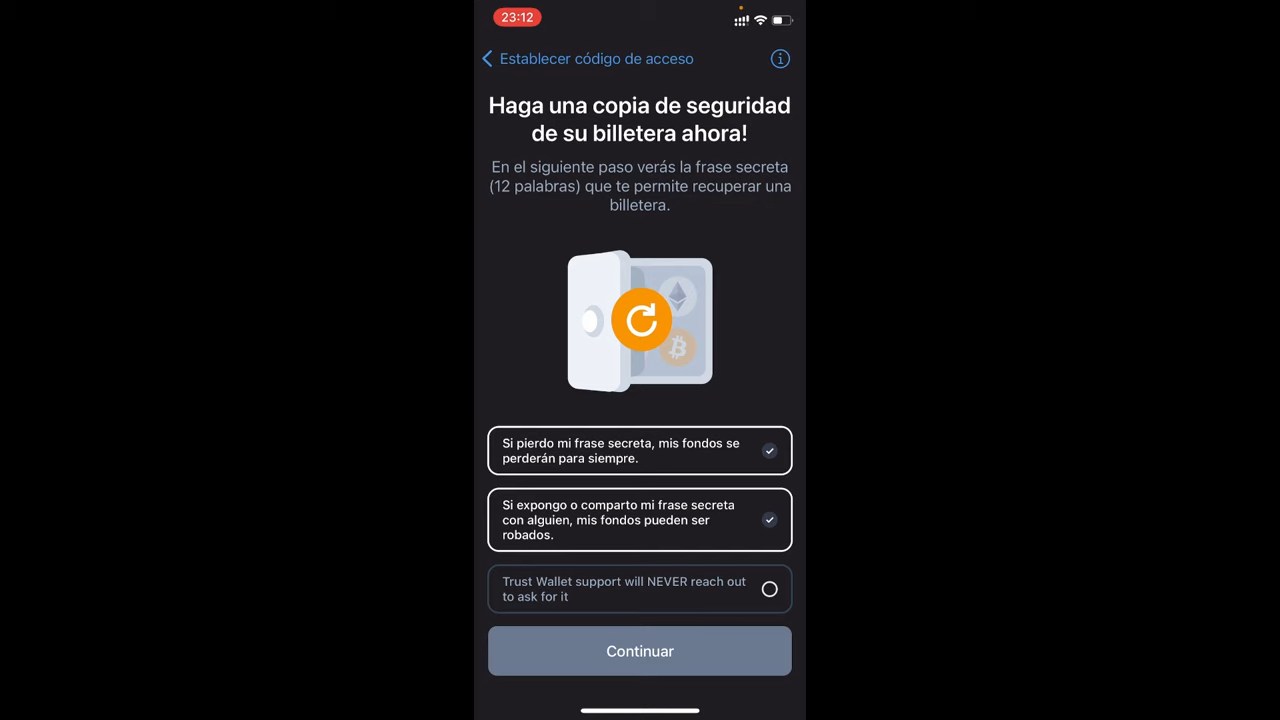 23:12
Establecer código de acceso
Haga una copia de seguridad
de su billetera ahora!
En el siguiente paso verás la frase secreta
(12 palabras) que te permite recuperar una
billetera.
Si pierdo mi frase secreta, mis fondos se
perderán para siempre.
Si expongo o comparto mi frase secreta
con alguien, mis fondos pueden ser
robados.
Trust Wallet support will NEVER reach out
to ask for it
Continuar